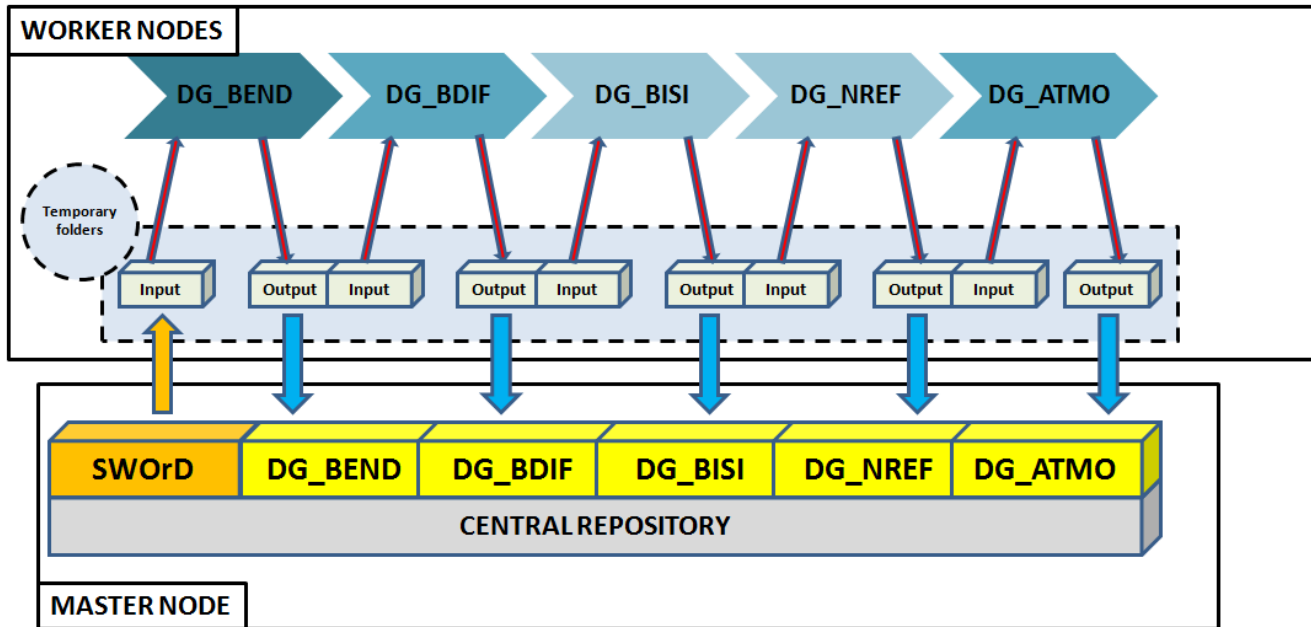 WORKER NODES
DG_BEND
DG_BDIF
DG_BISI
DG_NREF
DG_ATMO
Temporary
folders
Input
Output
Input
Output
Input
Output
Input
Output
Input
Output
SWOrD
DG_BEND
DG_BDIF
DG_BISI
DG_NREF
DG_ATMO
CENTRAL REPOSITORY
MASTER NODE